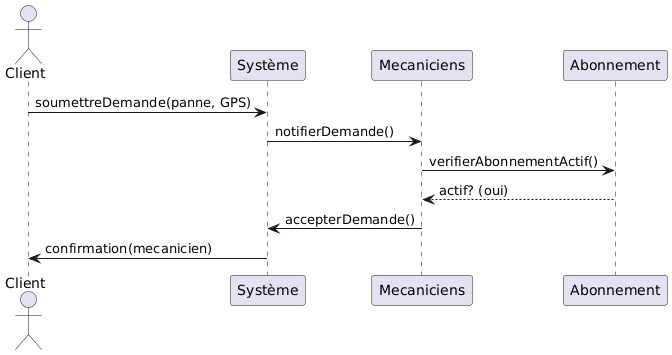 Client
Système
Mecaniciens
Abonnement
soumettreDemande(panne, GPS)
notifierDemande()
verifierAbonnementActif()
actif? (oui)
accepterDemande()
confirmation(mecanicien)
Client
Système
Mecaniciens
Abonnement